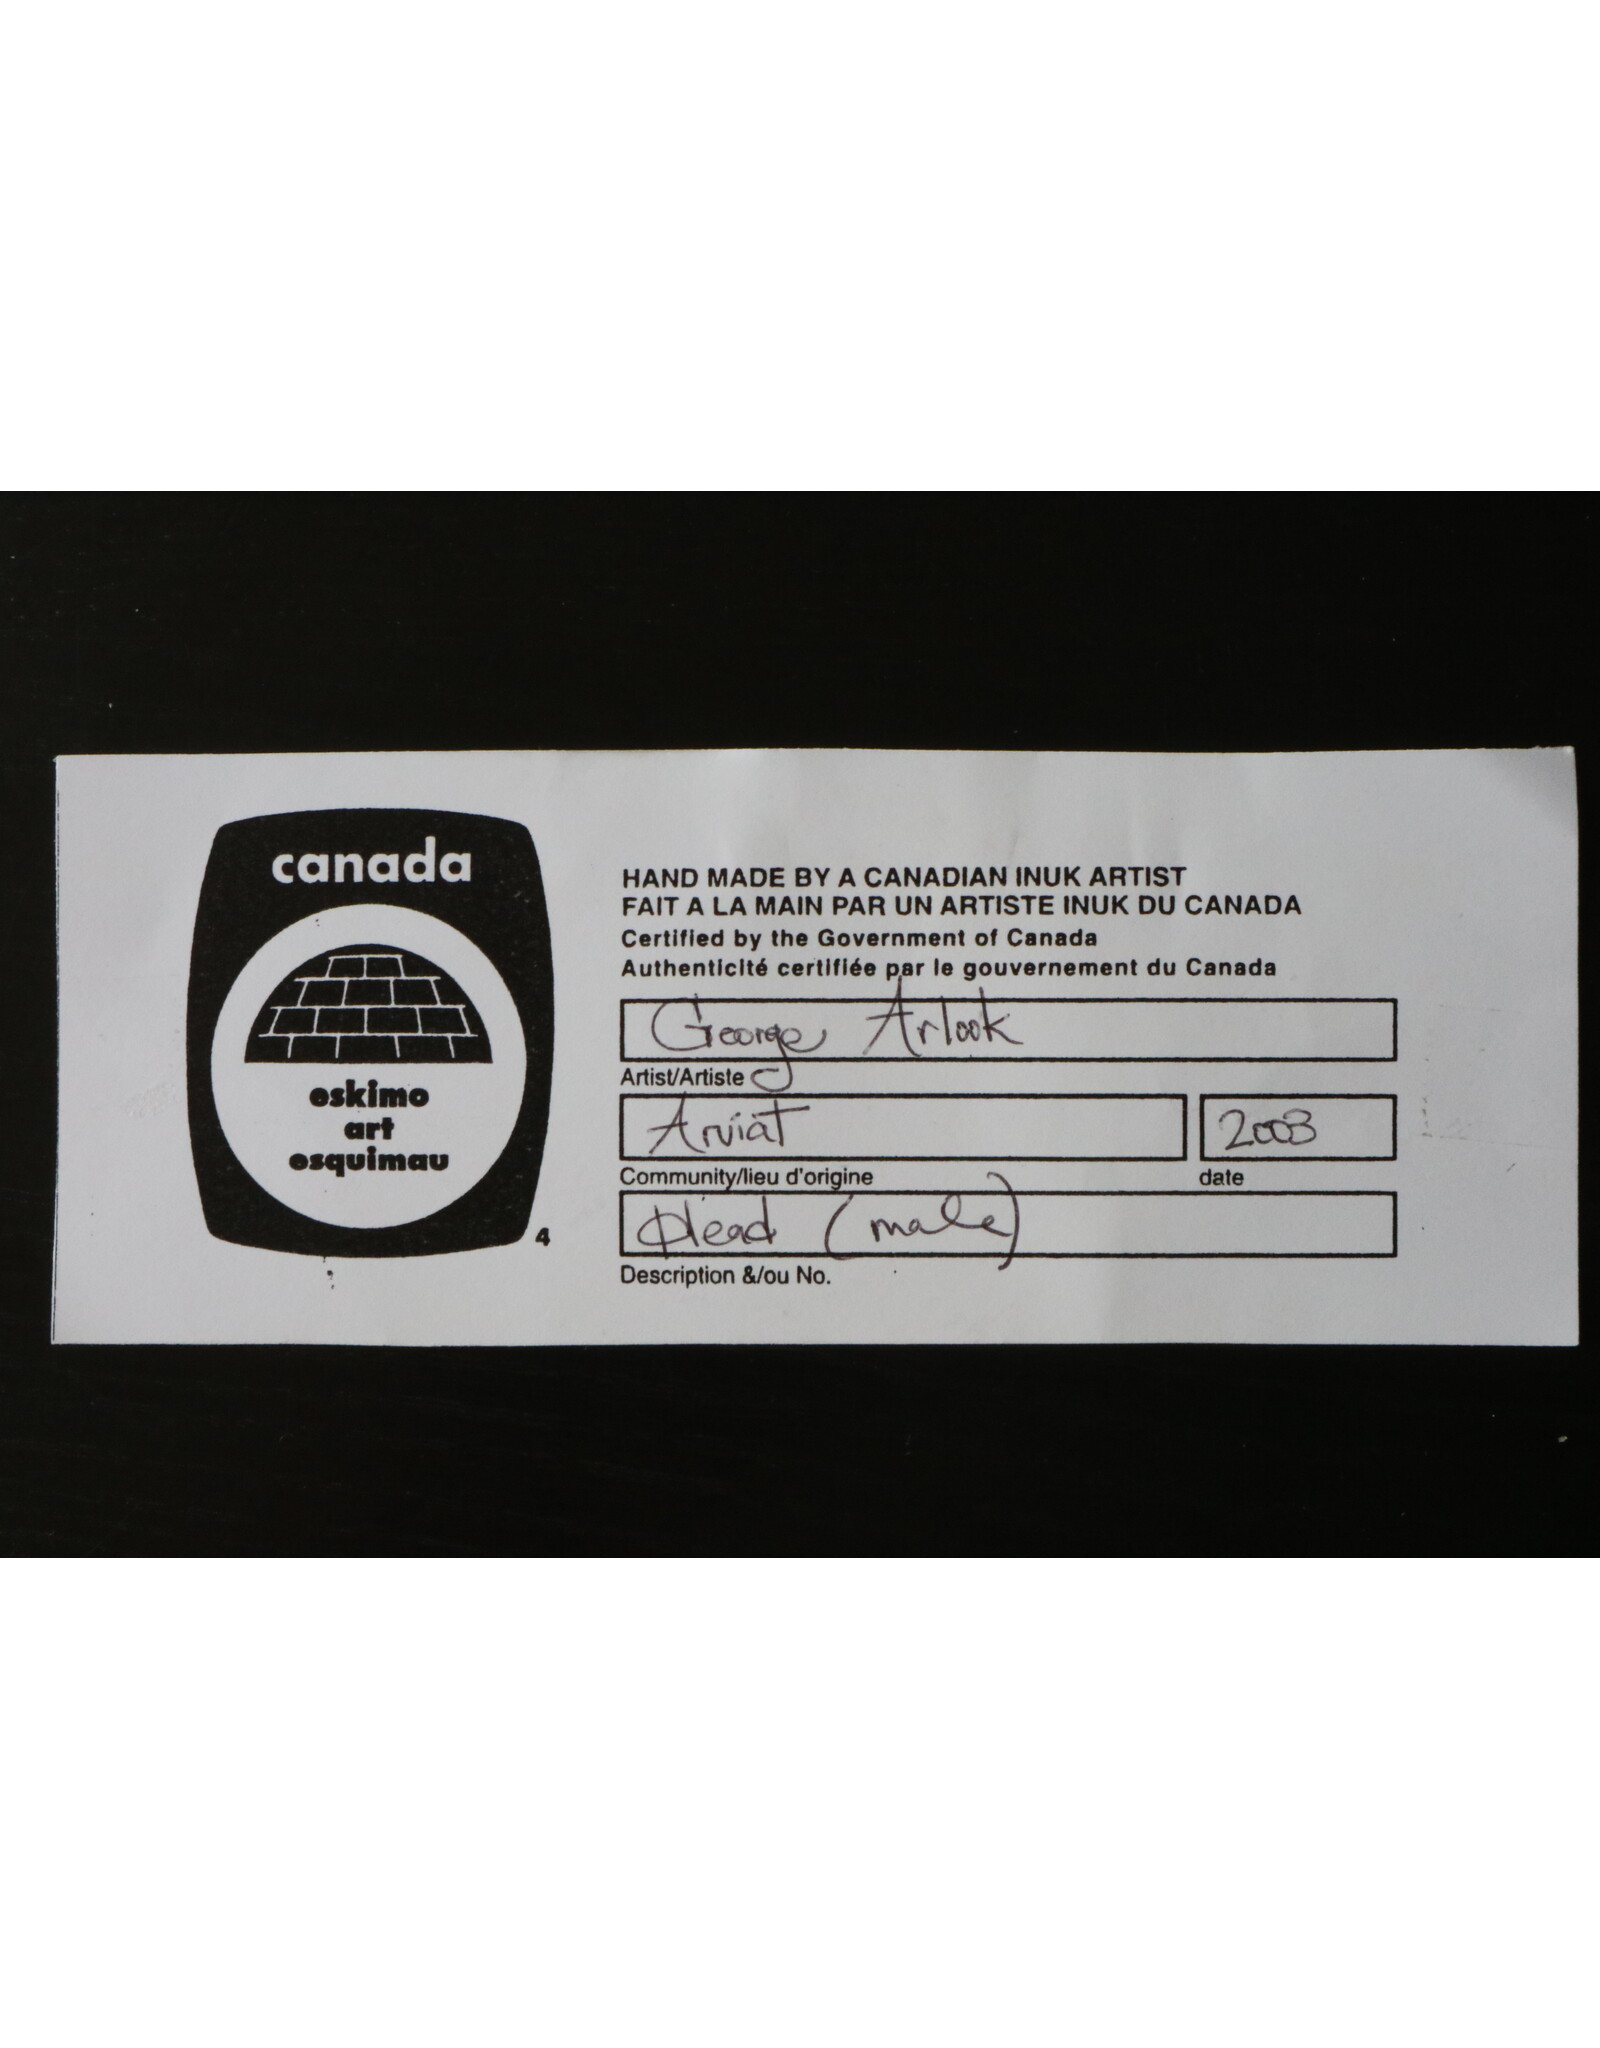 canada
eskimo
art
esquimau
4
HAND MADE BY A CANADIAN INUK ARTIST
FAIT A LA MAIN PAR UN ARTISTE INUK DU CANADA
Certified by the Government of Canada
Authenticité certifiée par le gouvernement du Canada
George Arlook
Artist/Artiste
Arviat
2003
Community/lieu d'origine
date
Head (male)
Description &/ou No.